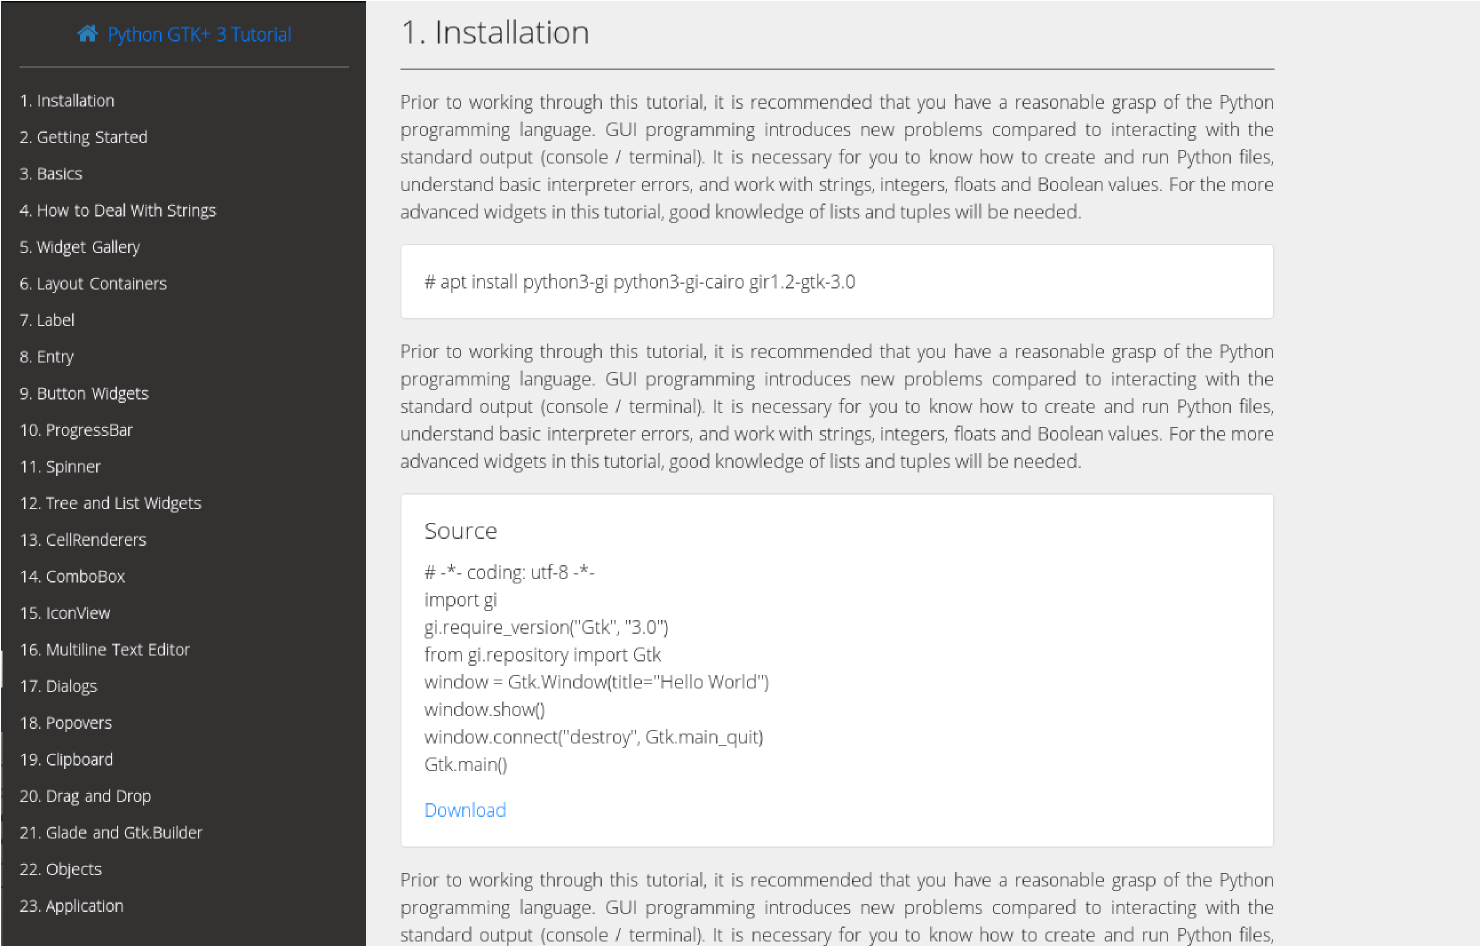 Python GTK+ 3 Tutorial
1. Installation
2. Getting Started
3. Basics
4. How to Deal With Strings
5. Widget Gallery
6. Layout Containers
7. Label
8. Entry
9. Button Widgets
10. ProgressBar
11. Spinner
12. Tree and List Widgets
13. CellRenderers
14. ComboBox
15. IconView
16. Multiline Text Editor
17. Dialogs
18. Popovers
19. Clipboard
20. Drag and Drop
21. Glade and Gtk.Builder
22. Objects
23. Application
1. Installation
Prior to working through this tutorial, it is recommended that you have a reasonable grasp of the Python
programming language. GUI programming introduces new problems compared to interacting with the
standard output (console / terminal). It is necessary for you to know how to create and run Python files,
understand basic interpreter errors, and work with strings, integers, floats and Boolean values. For the more
advanced widgets in this tutorial, good knowledge of lists and tuples will be needed.
# apt install python3-gi python3-gi-cairo gir1.2-gtk-3.0
Prior to working through this tutorial, it is recommended that you have a reasonable grasp of the Python
programming language. GUI programming introduces new problems compared to interacting with the
standard output (console / terminal). It is necessary for you to know how to create and run Python files,
understand basic interpreter errors, and work with strings, integers, floats and Boolean values. For the more
advanced widgets in this tutorial, good knowledge of lists and tuples will be needed.
Source
# -*- coding: utf-8 -*-
import gi
gi.require_version("Gtk", "3.0")
from gi.repository import Gtk
window = Gtk.Window(title="Hello World")
window.show()
window.connect("destroy", Gtk.main_quit)
Gtk.main()
Download
Prior to working through this tutorial, it is recommended that you have a reasonable grasp of the Python
programming language. GUI programming introduces new problems compared to interacting with the
standard output (console / terminal). It is necessary for you to know how to create and run Python files,